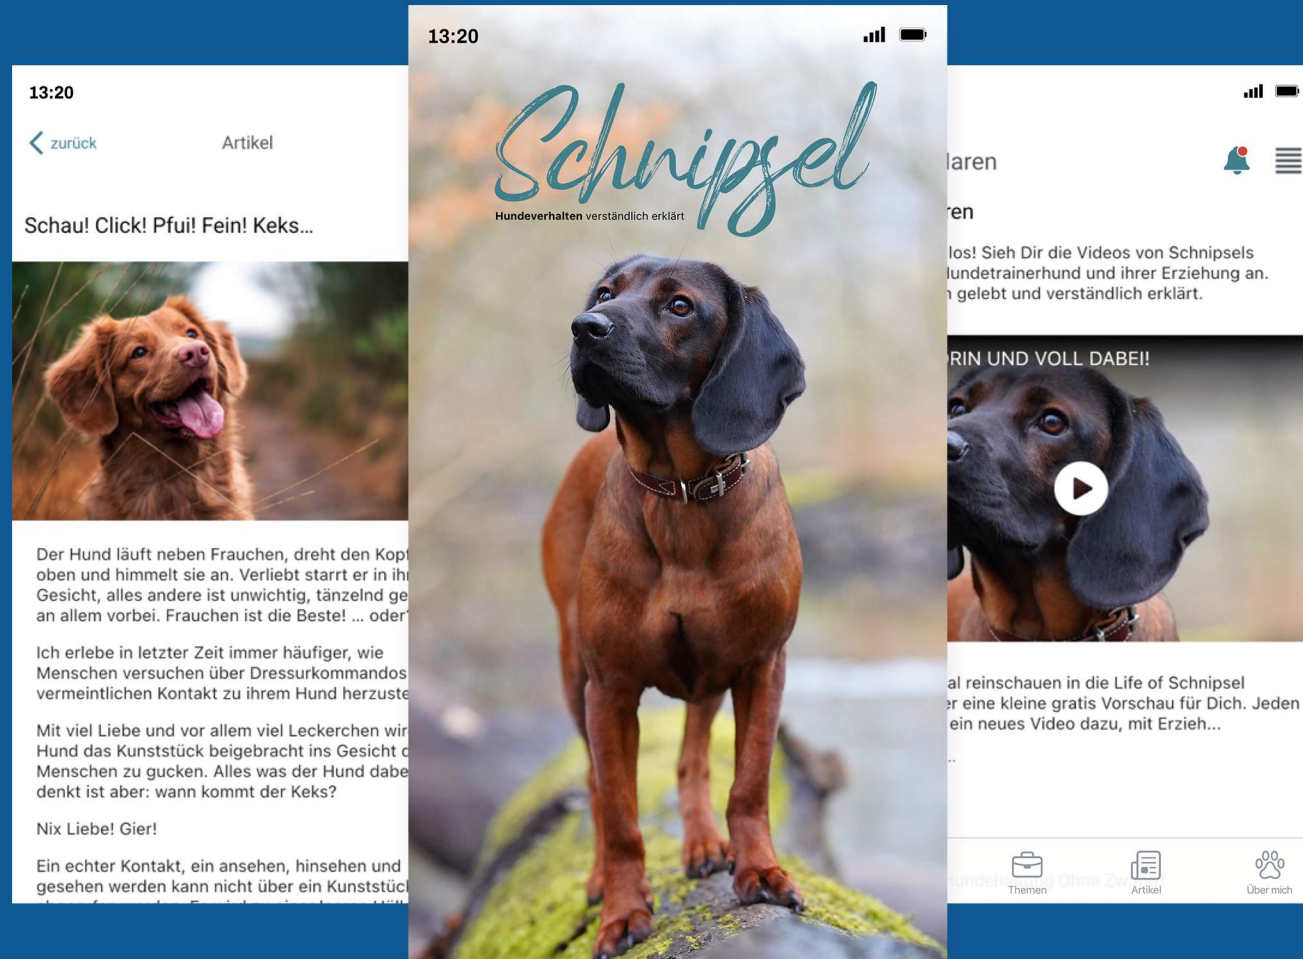 13:20
zurück
Artikel
Schau! Click! Pfui! Fein! Keks...
Der Hund läuft neben Frauchen, dreht den Kopf
oben und himmelt sie an. Verliebt starrt er in ihr
Gesicht, alles andere ist unwichtig, tänzelnd ge
an allem vorbei. Frauchen ist die Beste! ... oder?
Ich erlebe in letzter Zeit immer häufiger, wie
Menschen versuchen über Dressurkommandos
vermeintlichen Kontakt zu ihrem Hund herzuste
Mit viel Liebe und vor allem viel Leckerchen wir
Hund das Kunststück beigebracht ins Gesicht
Menschen zu gucken. Alles was der Hund dabe
denkt ist aber: wann kommt der Keks?
Nix Liebe! Gier!
Ein echter Kontakt, ein ansehen, hinsehen und
gesehen werden kann nicht über ein Kunststück
13:20
Schnipsel
Hundeverhalten verständlich erklärt
laren
ren
los! Sieh Dir die Videos von Schnipsels
Hundetrainerhund und ihrer Erziehung an.
gelebt und verständlich erklärt.
ORIN UND VOLL DABEI!
al reinschauen in die Life of Schnipsel
er eine kleine gratis Vorschau für Dich. Jeden
ein neues Video dazu, mit Erzieh...
..
Themen
Artikel
Über mich